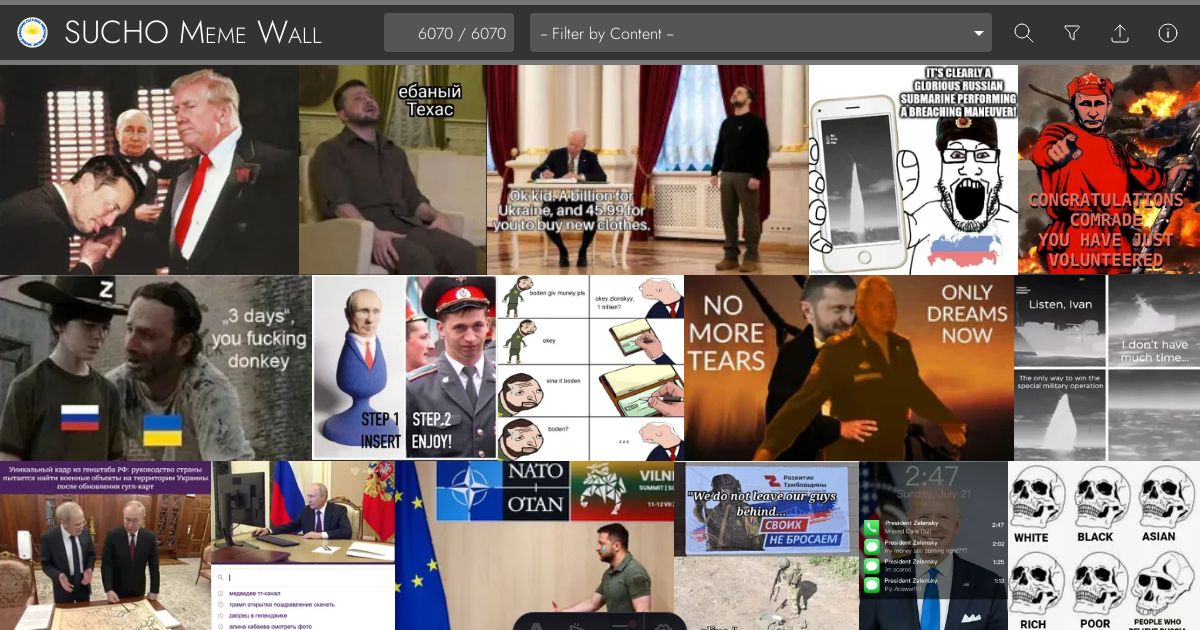 SUCHO Meme Wall
6070 / 6070
– Filter by Content –
ебаный
Техас
Ok kid. A billion for
Ukraine, and 45.99 for
you to buy new clothes.
IT'S CLEARLY A
GLORIOUS RUSSIAN
SUBMARINE PERFORMING
A BREACHING MANEUVER!
CONGRATULATIONS
COMRADE
YOU HAVE JUST
VOLUNTEERED
Z
„3 days“,
you fucking
donkey
STEP 1
INSERT
STEP.2
ENJOY!
boden giv muney pls
okey zlonskyy,
1 trilien?
okey
sine it boden
boden?
z z z
NO
MORE
TEARS
ONLY
DREAMS
NOW
Listen, Ivan
I don't have
much time...
The only way to win the
special military operation
Уникальный кадр из генштаба РФ: руководство страны
пытается найти военные объекты на территории Украины
после обновления гугл-карт
медведев тг-канал
трамп открытка поздравление скачать
дворец в геленджике
алина кабаева смотреть фото
NATO
OTAN
VILNI
SUMMIT | SO
11-12 VII
Развитие
Тамбовщины
"We do not leave our guys
behind...
СВОИХ
НЕ БРОСАЕМ
2:47
Sunday, July 21
President Zelensky
2:47
Missed Calls (52)
President Zelensky
2:02
my money still coming right???
President Zelensky
1:25
Im scared
President Zelensky
1:13
Plz Answer!!!
WHITE
BLACK
ASIAN
RICH
POOR
PEOPLE WHO